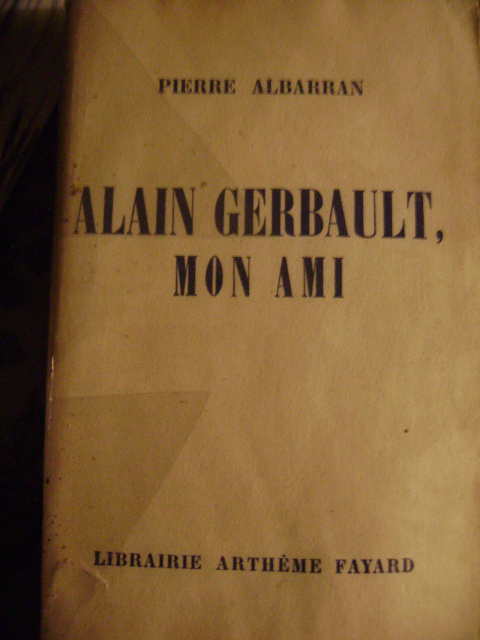 PIERRE ALBARRAN
ALAIN GERBAULT,
MON AMI
LIBRAIRIE ARTHÈME FAYARD